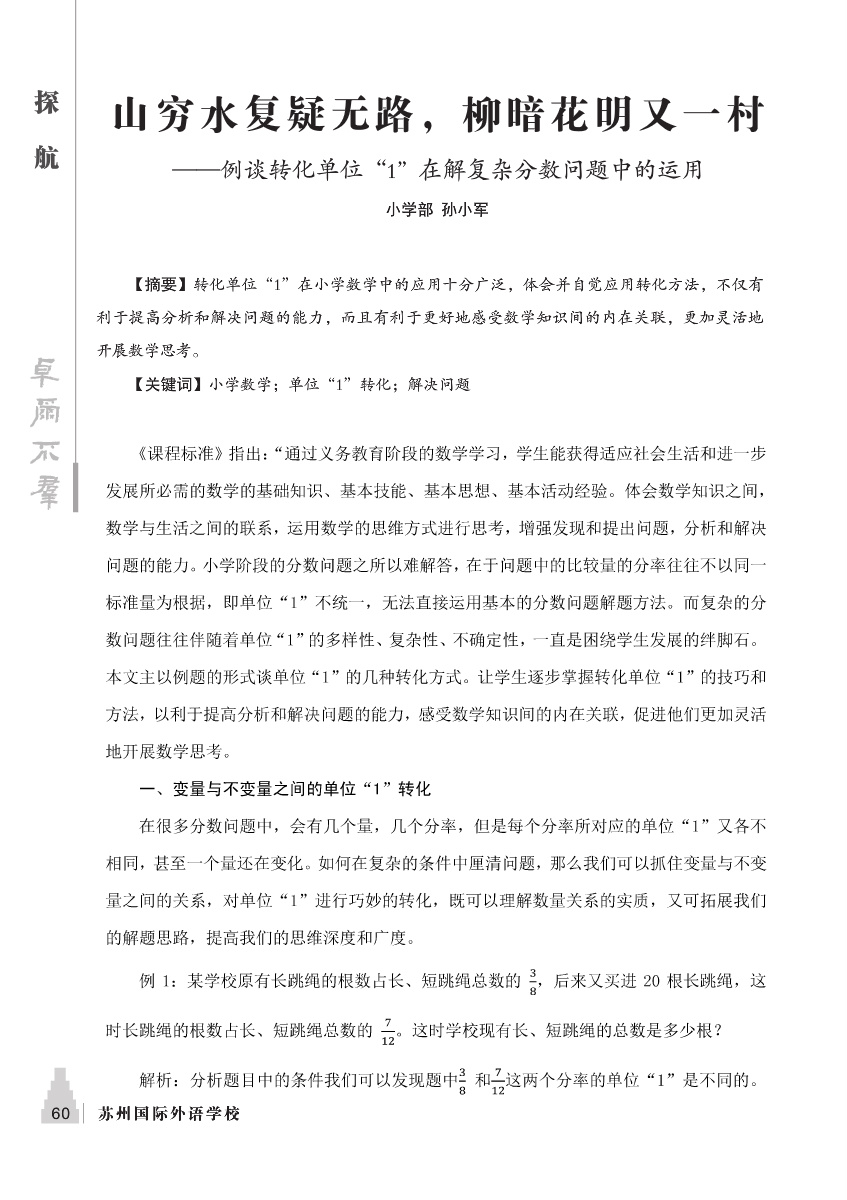 探
航
卓尔不群
山穷水复疑无路，柳暗花明又一村
——例谈转化单位“1”在解复杂分数问题中的运用
小学部 孙小军
【摘要】转化单位“1”在小学数学中的应用十分广泛，体会并自觉应用转化方法，不仅有
利于提高分析和解决问题的能力，而且有利于更好地感受数学知识间的内在关联，更加灵活地
开展数学思考。
【关键词】小学数学；单位“1”转化；解决问题
《课程标准》指出：“通过义务教育阶段的数学学习，学生能获得适应社会生活和进一步
发展所必需的数学的基础知识、基本技能、基本思想、基本活动经验。体会数学知识之间，
数学与生活之间的联系，运用数学的思维方式进行思考，增强发现和提出问题，分析和解决
问题的能力。小学阶段的分数问题之所以难解答，在于问题中的比较量的分率往往不以同一
标准量为根据，即单位“1”不统一，无法直接运用基本的分数问题解题方法。而复杂的分
数问题往往伴随着单位“1”的多样性、复杂性、不确定性，一直是困绕学生发展的绊脚石。
本文主以例题的形式谈单位“1”的几种转化方式。让学生逐步掌握转化单位“1”的技巧和
方法，以利于提高分析和解决问题的能力，感受数学知识间的内在关联，促进他们更加灵活
地开展数学思考。
一、变量与不变量之间的单位“1”转化
在很多分数问题中，会有几个量，几个分率，但是每个分率所对应的单位“1”又各不
相同，甚至一个量还在变化。如何在复杂的条件中厘清问题，那么我们可以抓住变量与不变
量之间的关系，对单位“1”进行巧妙的转化，既可以理解数量关系的实质，又可拓展我们
的解题思路，提高我们的思维深度和广度。
例 1：某学校原有长跳绳的根数占长、短跳绳总数的 3/8，后来又买进 20 根长跳绳，这
时长跳绳的根数占长、短跳绳总数的 7/12。这时学校现有长、短跳绳的总数是多少根？
解析：分析题目中的条件我们可以发现题中3/8 和7/12这两个分率的单位“1”是不同的。
60 苏州国际外语学校